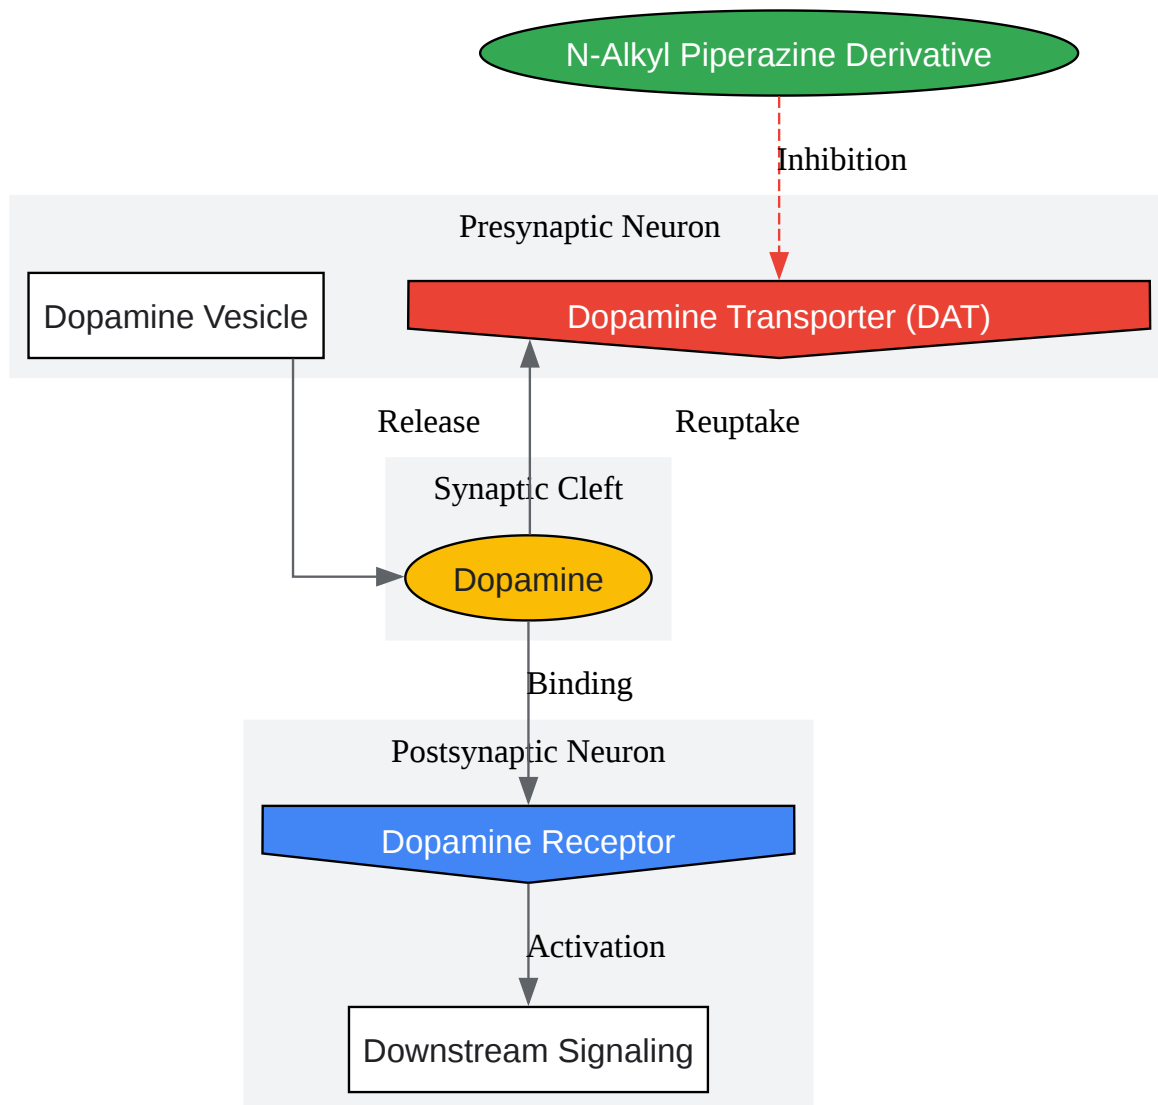 N-Alkyl Piperazine Derivative
Inhibition
Presynaptic Neuron
Dopamine Vesicle
Dopamine Transporter (DAT)
Release
Reuptake
Synaptic Cleft
Dopamine
Binding
Postsynaptic Neuron
Dopamine Receptor
Activation
Downstream Signaling